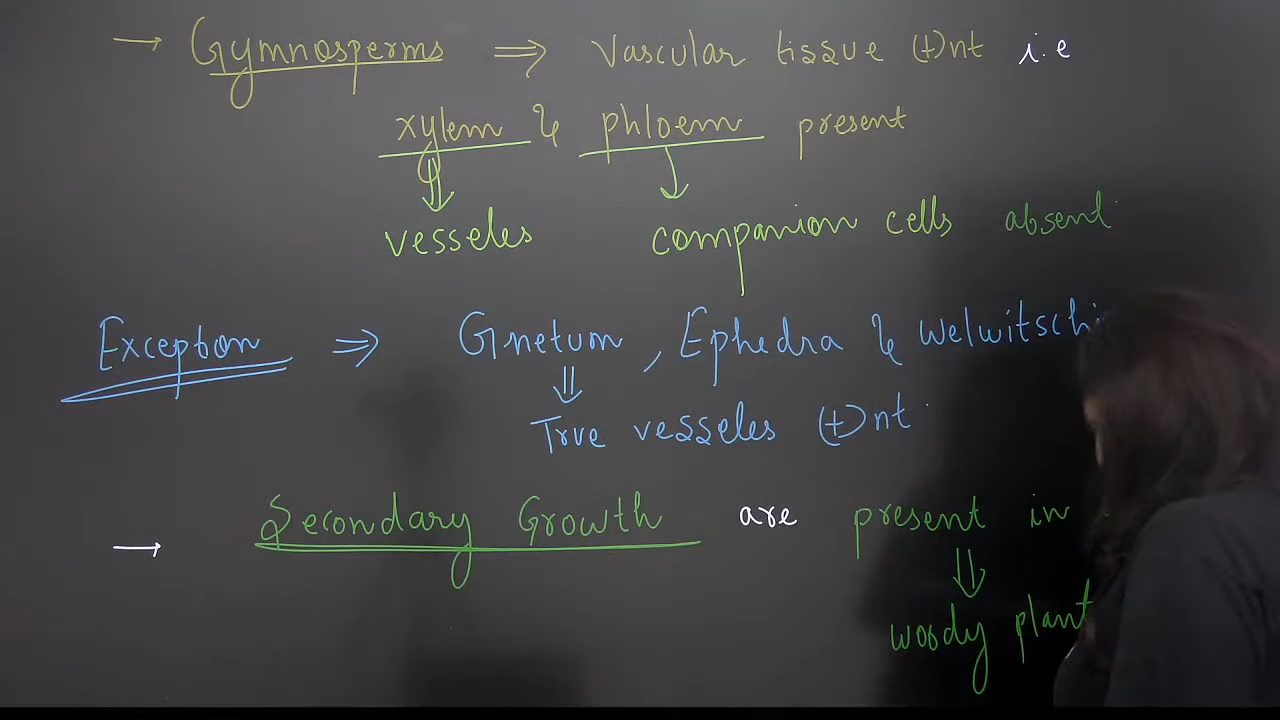 → Gymnosperms ⇒ Vascular tissue (+)nt i.e
xylem & phloem present
vesseles companion cells absent
Exception ⇒ Gnetum, Ephedra & Welwitschi
True vesseles (+)nt
→ Secondary Growth are present in
woody plant